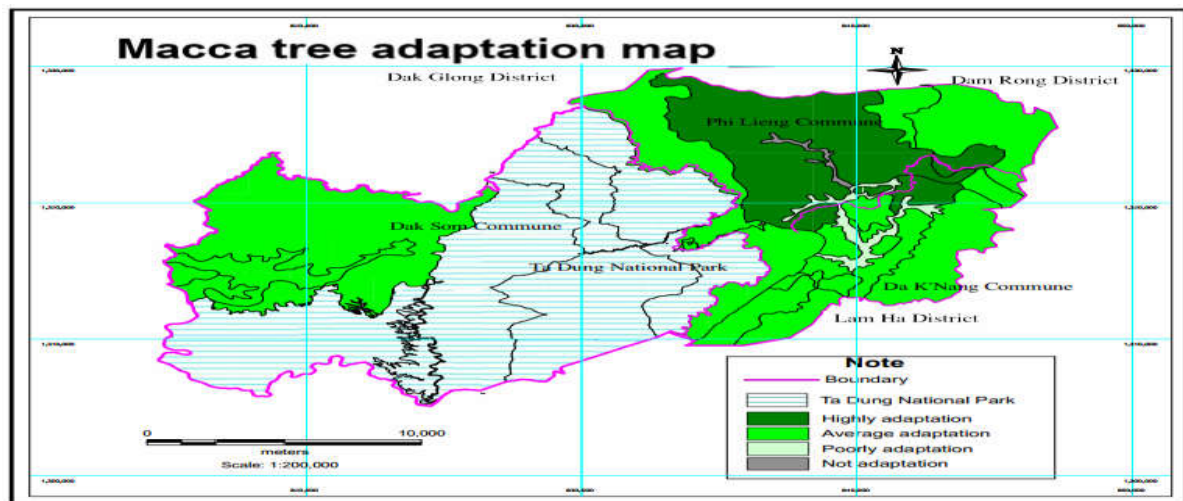 Macca tree adaptation map
N
Dak Glong District
Dam Rong District
Phi Lieng Commune
Dak Som Commune
Ta Dung National Park
Da K'Nang Commune
Lam Ha District
Note
Boundary
Ta Dung National Park
Highly adaptation
Average adaptation
Poorly adaptation
Not adaptation
0 10,000
meters
Scale: 1:200,000